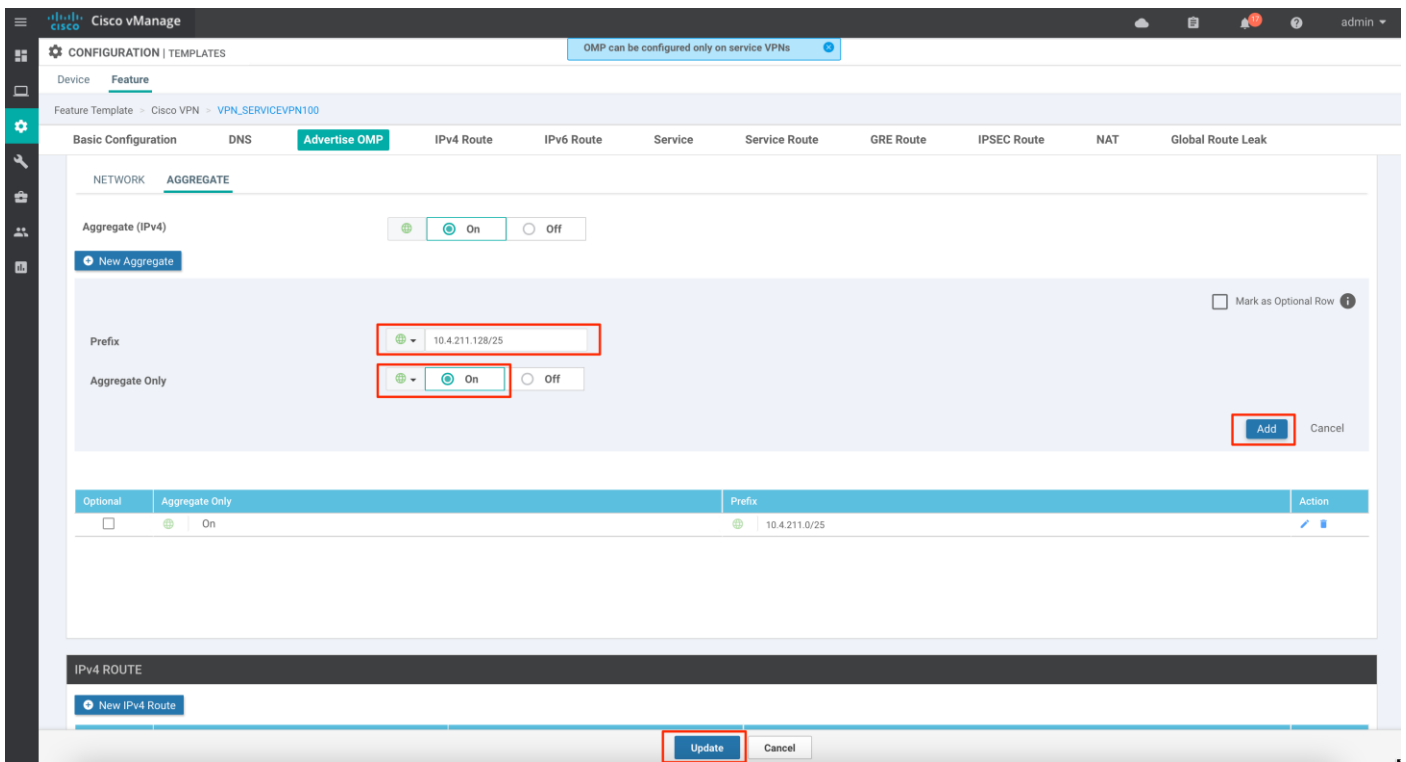 cisco Cisco vManage 17 admin
CONFIGURATION | TEMPLATES OMP can be configured only on service VPNs
Device Feature
Feature Template > Cisco VPN > VPN_SERVICEVPN100
Basic Configuration DNS Advertise OMP IPv4 Route IPv6 Route Service Service Route GRE Route IPSEC Route NAT Global Route Leak
NETWORK AGGREGATE
Aggregate (IPv4) On Off
New Aggregate
Mark as Optional Row
Prefix 10.4.211.128/25
Aggregate Only On Off
Add Cancel
Optional Aggregate Only Prefix Action
On 10.4.211.0/25
IPv4 ROUTE
New IPv4 Route
Update Cancel
.